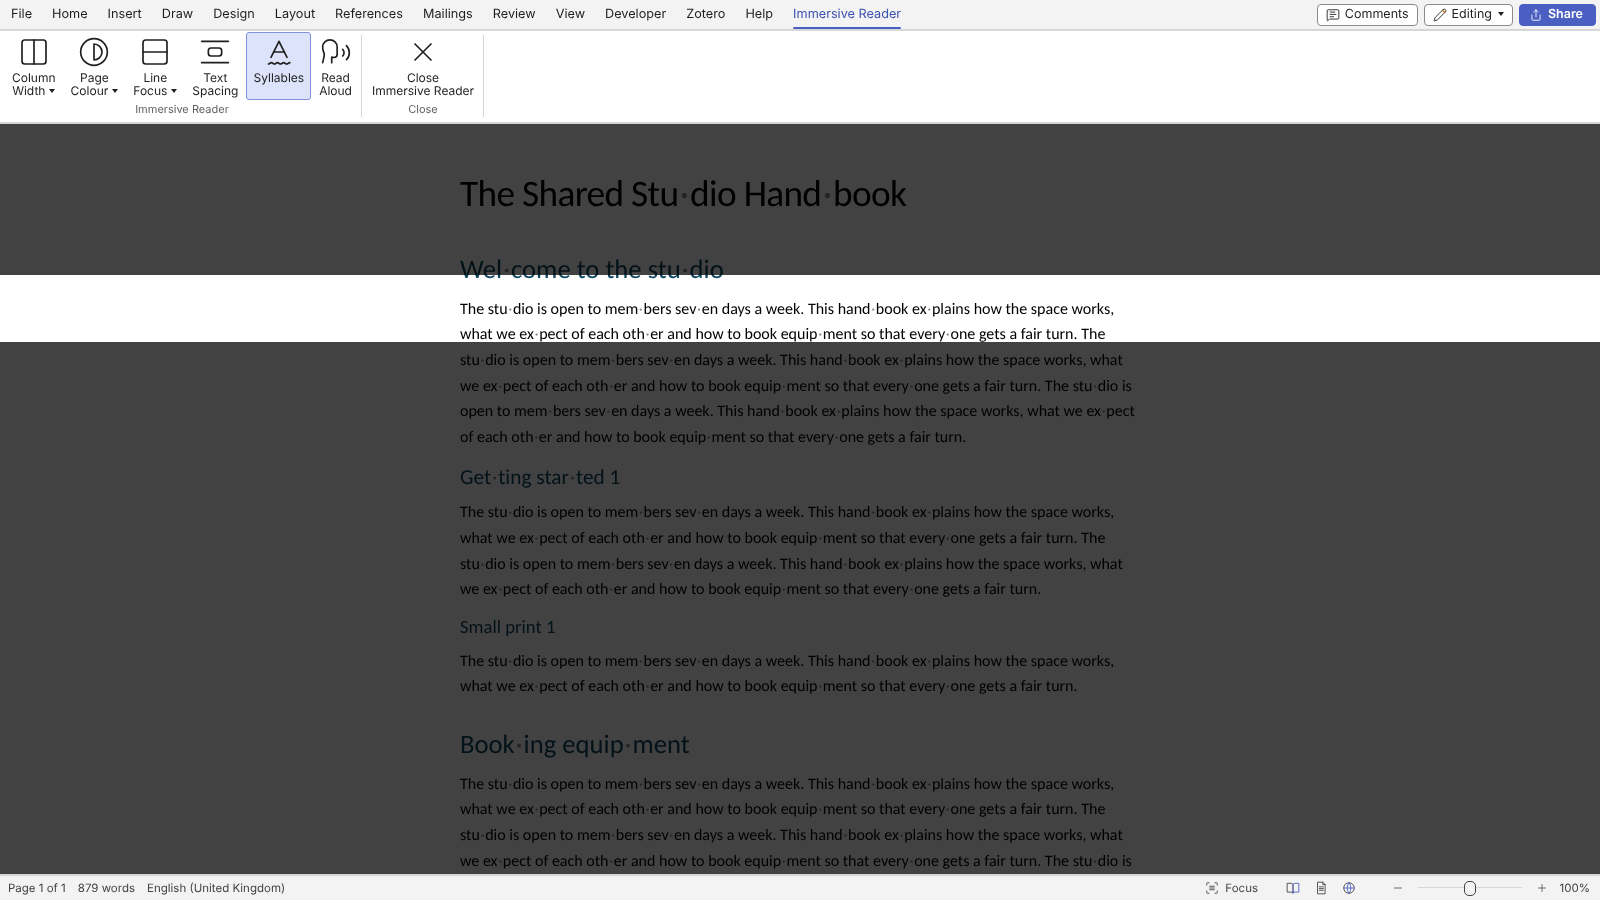 File Home Insert Draw Design Layout References Mailings Review View Developer Zotero Help Immersive Reader Comments Editing Share
Column Width Page Colour Line Focus Text Spacing Syllables Read Aloud Close Immersive Reader
Immersive Reader Close
The Shared Stu·dio Hand·book
Wel·come to the stu·dio
The stu·dio is open to mem·bers sev·en days a week. This hand·book ex·plains how the space works,
what we ex·pect of each oth·er and how to book equip·ment so that every·one gets a fair turn. The
stu·dio is open to mem·bers sev·en days a week. This hand·book ex·plains how the space works, what
we ex·pect of each oth·er and how to book equip·ment so that every·one gets a fair turn. The stu·dio is
open to mem·bers sev·en days a week. This hand·book ex·plains how the space works, what we ex·pect
of each oth·er and how to book equip·ment so that every·one gets a fair turn.
Get·ting star·ted 1
The stu·dio is open to mem·bers sev·en days a week. This hand·book ex·plains how the space works,
what we ex·pect of each oth·er and how to book equip·ment so that every·one gets a fair turn. The
stu·dio is open to mem·bers sev·en days a week. This hand·book ex·plains how the space works, what
we ex·pect of each oth·er and how to book equip·ment so that every·one gets a fair turn.
Small print 1
The stu·dio is open to mem·bers sev·en days a week. This hand·book ex·plains how the space works,
what we ex·pect of each oth·er and how to book equip·ment so that every·one gets a fair turn.
Book·ing equip·ment
The stu·dio is open to mem·bers sev·en days a week. This hand·book ex·plains how the space works,
what we ex·pect of each oth·er and how to book equip·ment so that every·one gets a fair turn. The
stu·dio is open to mem·bers sev·en days a week. This hand·book ex·plains how the space works, what
we ex·pect of each oth·er and how to book equip·ment so that every·one gets a fair turn. The stu·dio is
Page 1 of 1 879 words English (United Kingdom) Focus 100%